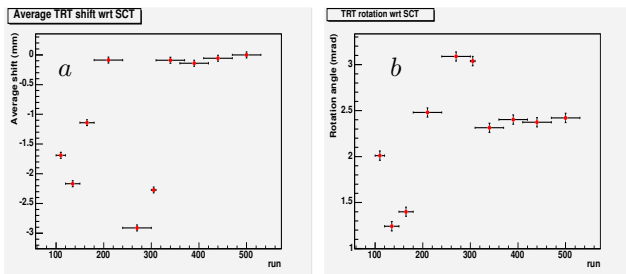 Average TRT shift wrt SCT
Average shift (mm)
0
-0.5
-1
-1.5
-2
-2.5
-3
a
100 200 300 400 500
run
TRT rotation wrt SCT
Rotation angle (mrad)
3
2.5
2
1.5
1
b
100 200 300 400 500
run